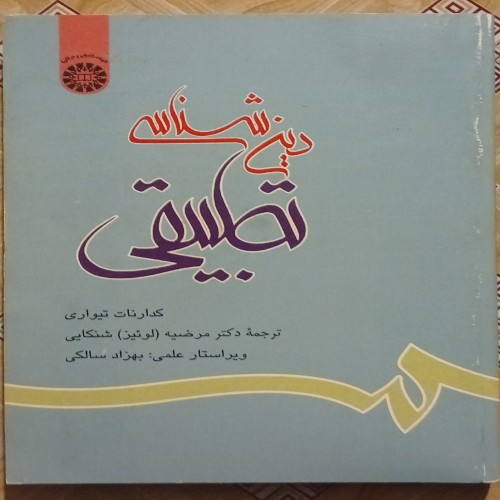 دین شناسی
تطبیقی
کدارنات تیواری
ترجمهٔ دکتر مرضیه (لوئیز) شنکایی
ویراستار علمی: بهزاد سالکی